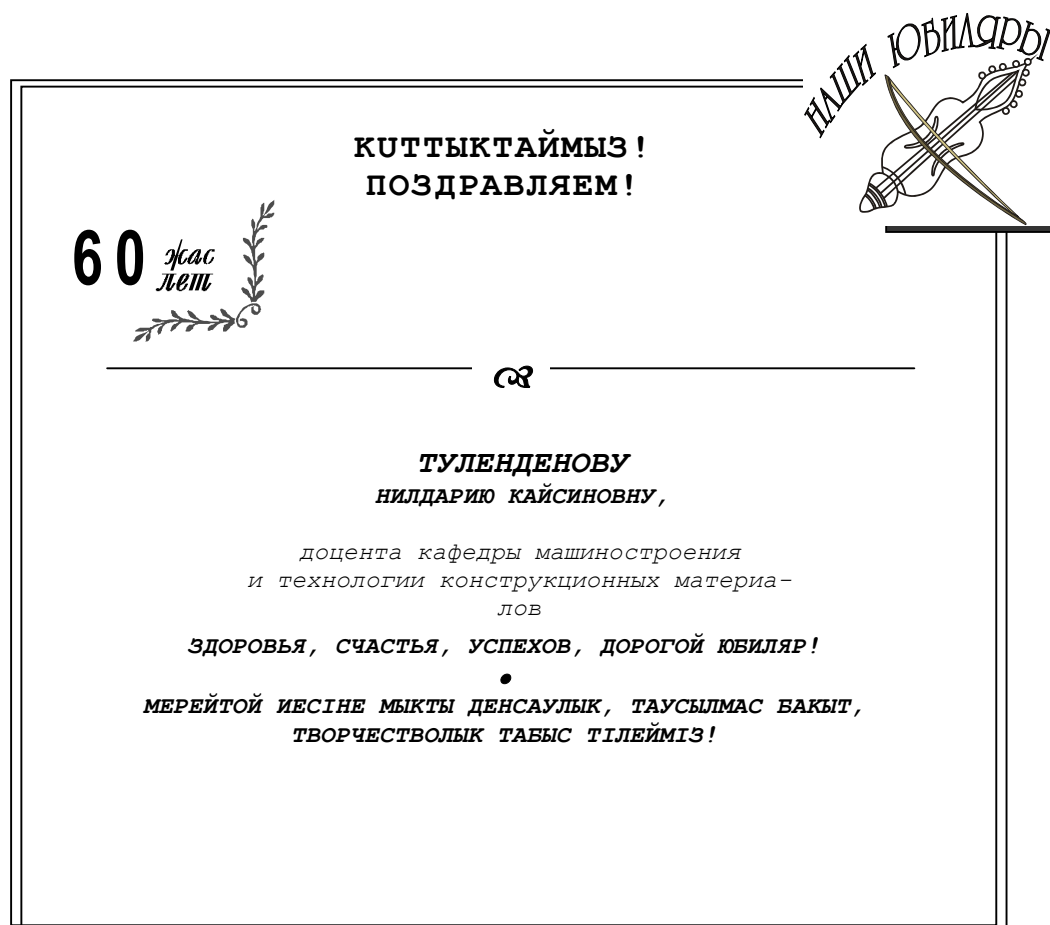 НАШИ ЮБИЛЯРЫ
КUТТЫКТАЙМЫЗ!
ПОЗДРАВЛЯЕМ!
60 жас
лет
ТУЛЕНДЕНОВУ
НИЛДАРИЮ КАЙСИНОВНУ,
доцента кафедры машиностроения
и технологии конструкционных материа-
лов
ЗДОРОВЬЯ, СЧАСТЬЯ, УСПЕХОВ, ДОРОГОЙ ЮБИЛЯР!
•
МЕРЕЙТОЙ ИЕСІНЕ МЫКТЫ ДЕНСАУЛЫК, ТАУСЫЛМАС БАКЫТ,
ТВОРЧЕСТВОЛЫК ТАБЫС ТІЛЕЙМІЗ!